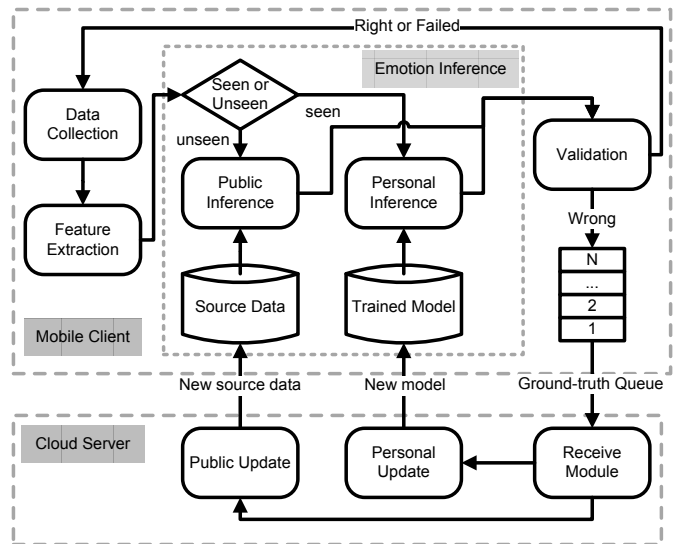 Right or Failed
Emotion Inference
Seen or
Unseen
seen
unseen
Data
Collection
Validation
Public
Inference
Personal
Inference
Feature
Extraction
Wrong
N
...
2
1
Source Data
Trained Model
Mobile Client
New source data
New model
Ground-truth Queue
Cloud Server
Public Update
Personal
Update
Receive
Module